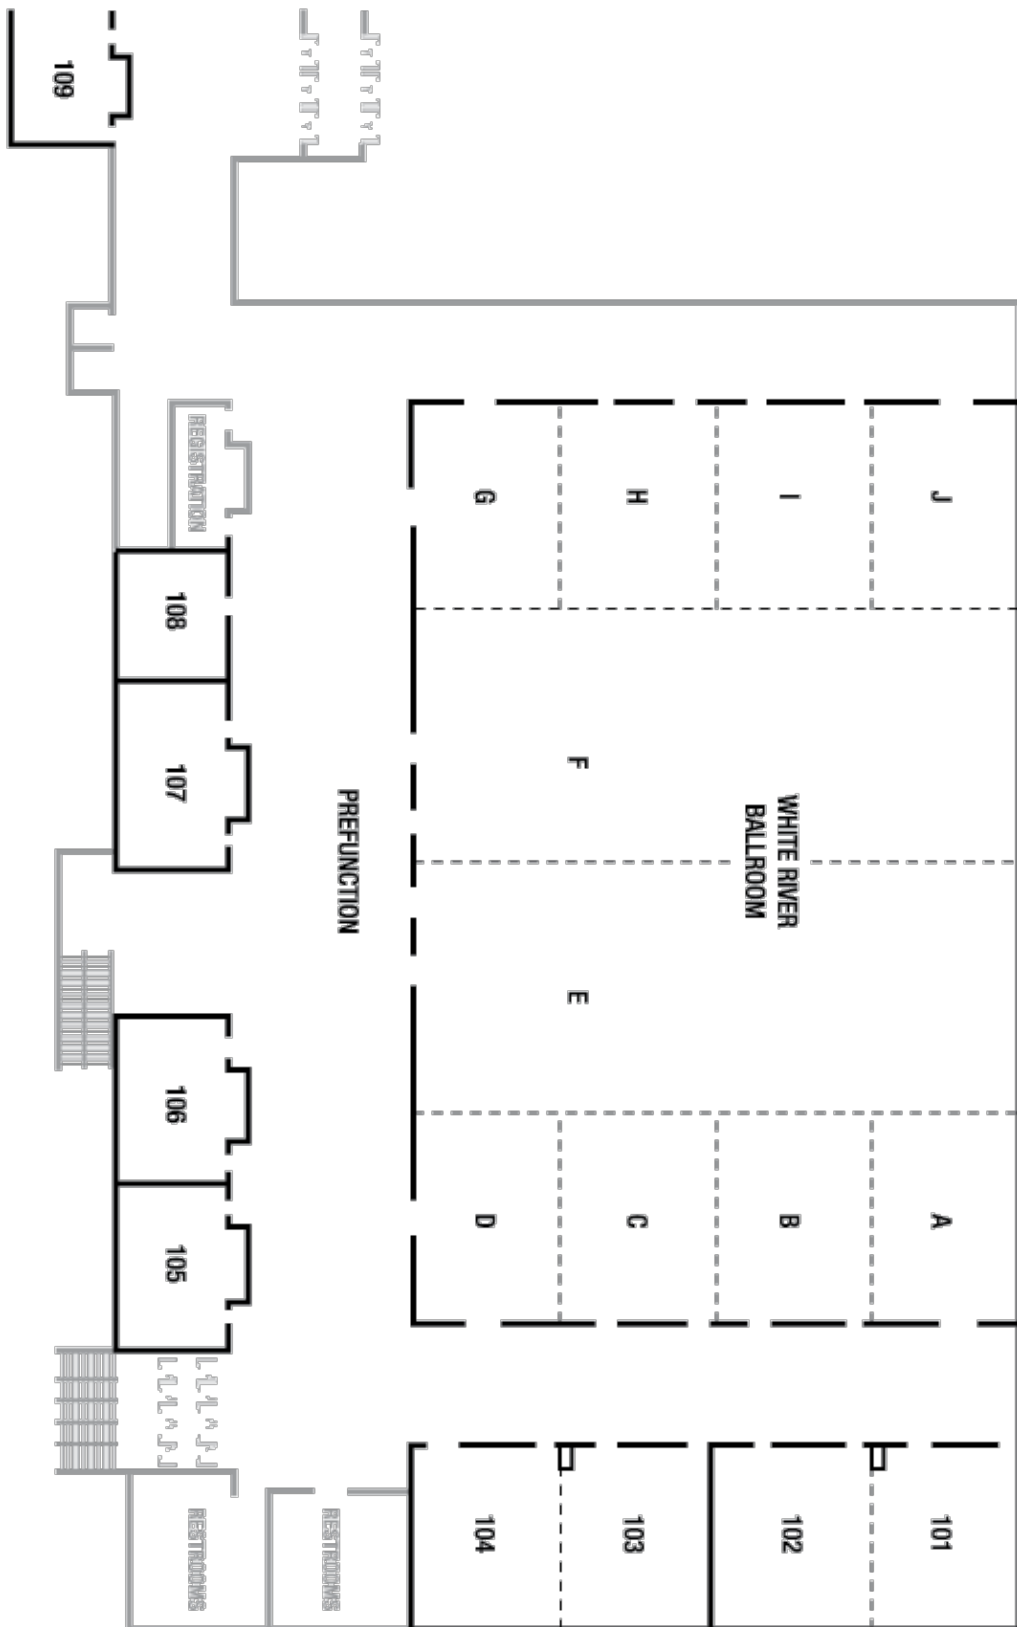 J
A
101
I
WHITE RIVER
BALLROOM
B
102
H
C
103
F
E
G
D
104
PREFUNCTION
RESTROOMS
REGISTRATION
RESTROOMS
108
107
106
105
109